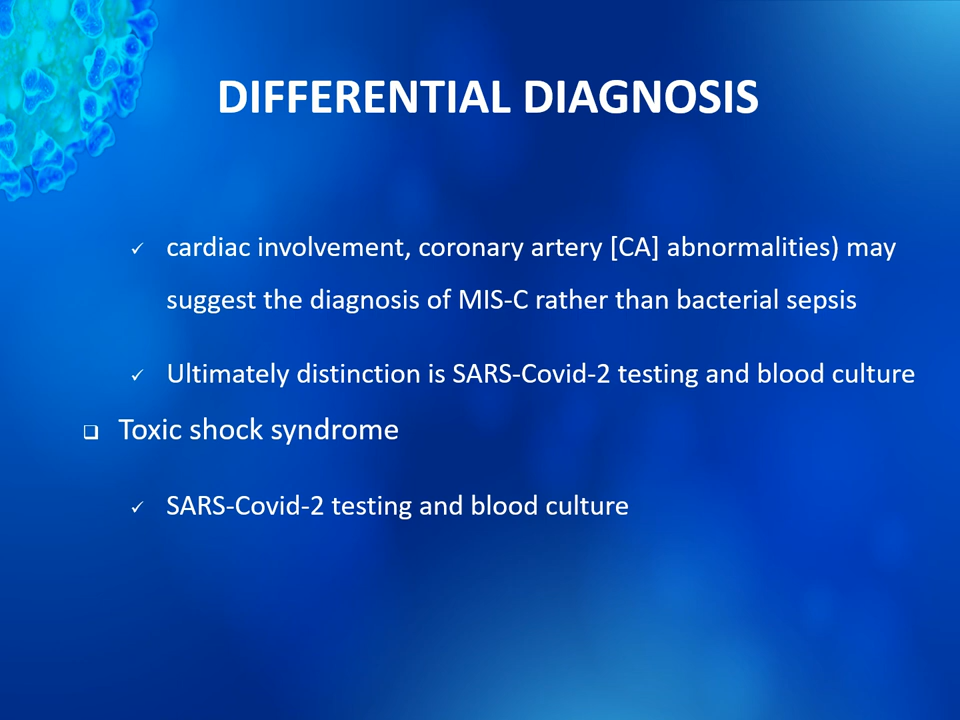 DIFFERENTIAL DIAGNOSIS
✓ cardiac involvement, coronary artery [CA] abnormalities) may
suggest the diagnosis of MIS-C rather than bacterial sepsis
✓ Ultimately distinction is SARS-Covid-2 testing and blood culture
❑ Toxic shock syndrome
✓ SARS-Covid-2 testing and blood culture